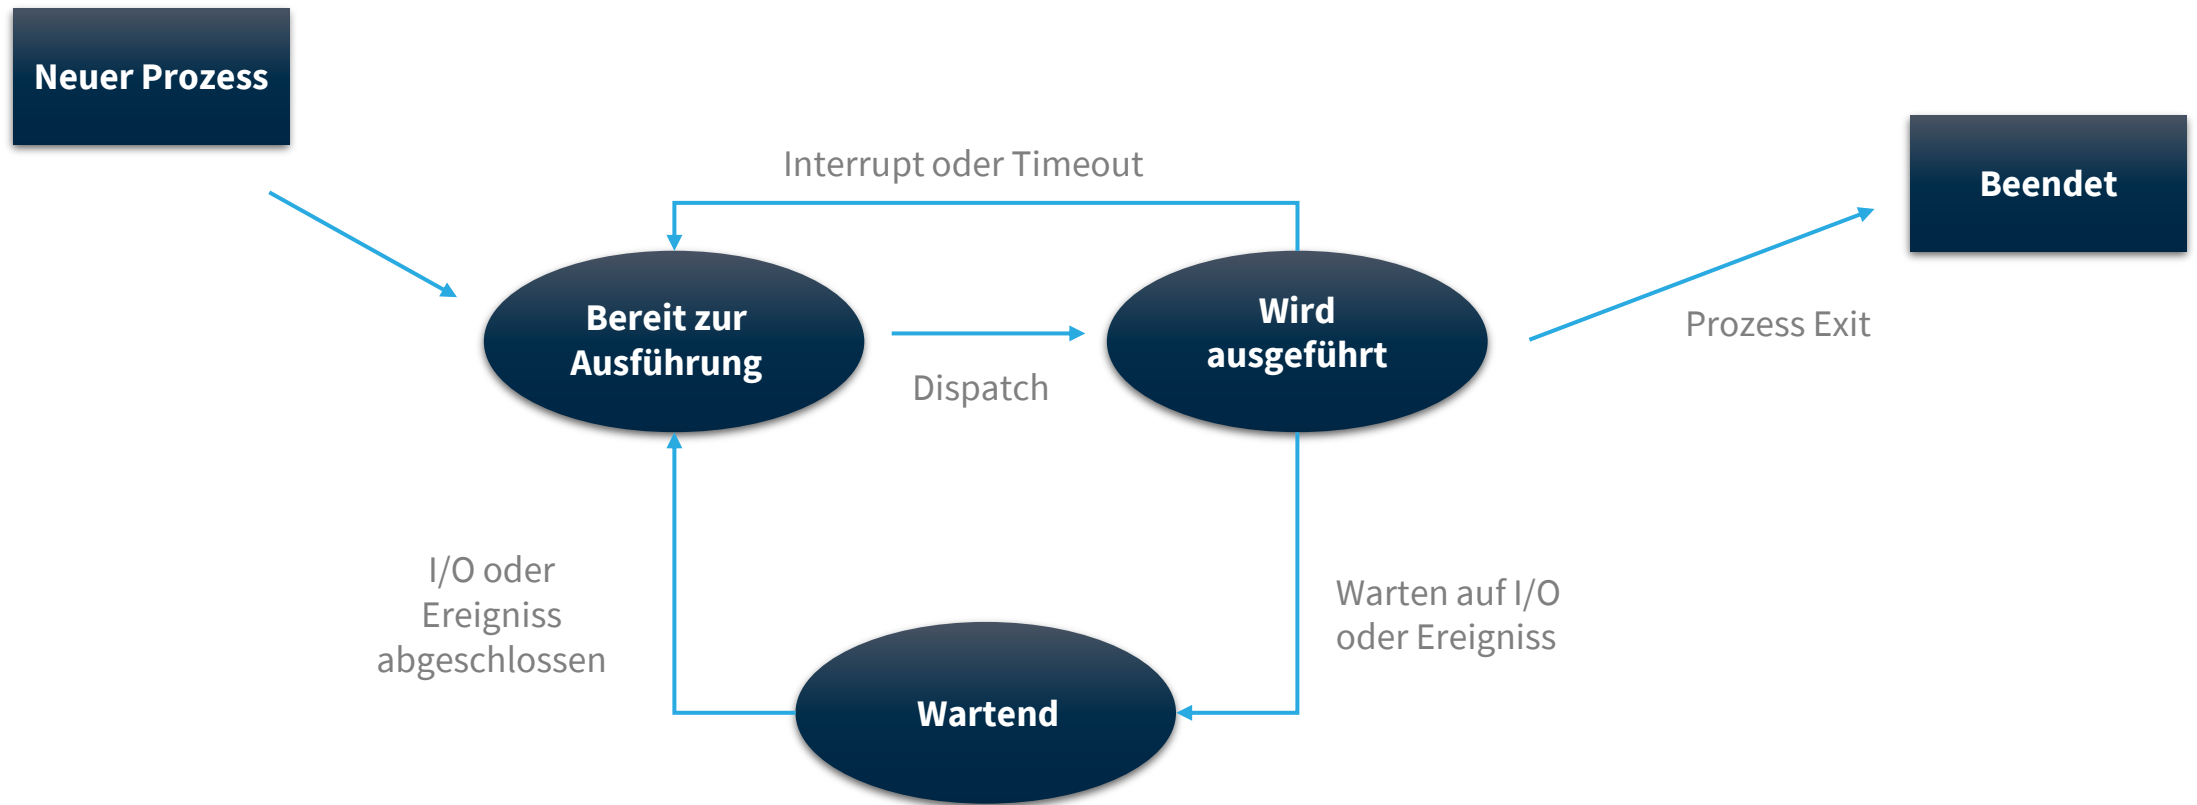 Neuer Prozess
Interrupt oder Timeout
Beendet
Bereit zur
Ausführung
Dispatch
Wird
ausgeführt
Prozess Exit
I/O oder
Ereigniss
abgeschlossen
Warten auf I/O
oder Ereigniss
Wartend